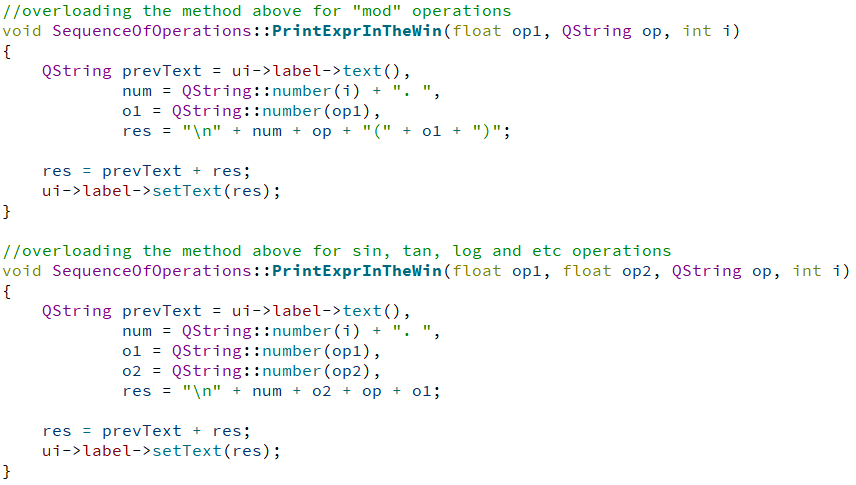 //overloading the method above for "mod" operations
void SequenceOfOperations::PrintExprInTheWin(float op1, QString op, int i)
{
    QString prevText = ui->label->text(),
            num = QString::number(i) + ". ",
            o1 = QString::number(op1),
            res = "\n" + num + op + "(" + o1 + ")";

    res = prevText + res;
    ui->label->setText(res);
}

//overloading the method above for sin, tan, log and etc operations
void SequenceOfOperations::PrintExprInTheWin(float op1, float op2, QString op, int i)
{
    QString prevText = ui->label->text(),
            num = QString::number(i) + ". ",
            o1 = QString::number(op1),
            o2 = QString::number(op2),
            res = "\n" + num + o2 + op + o1;

    res = prevText + res;
    ui->label->setText(res);
}